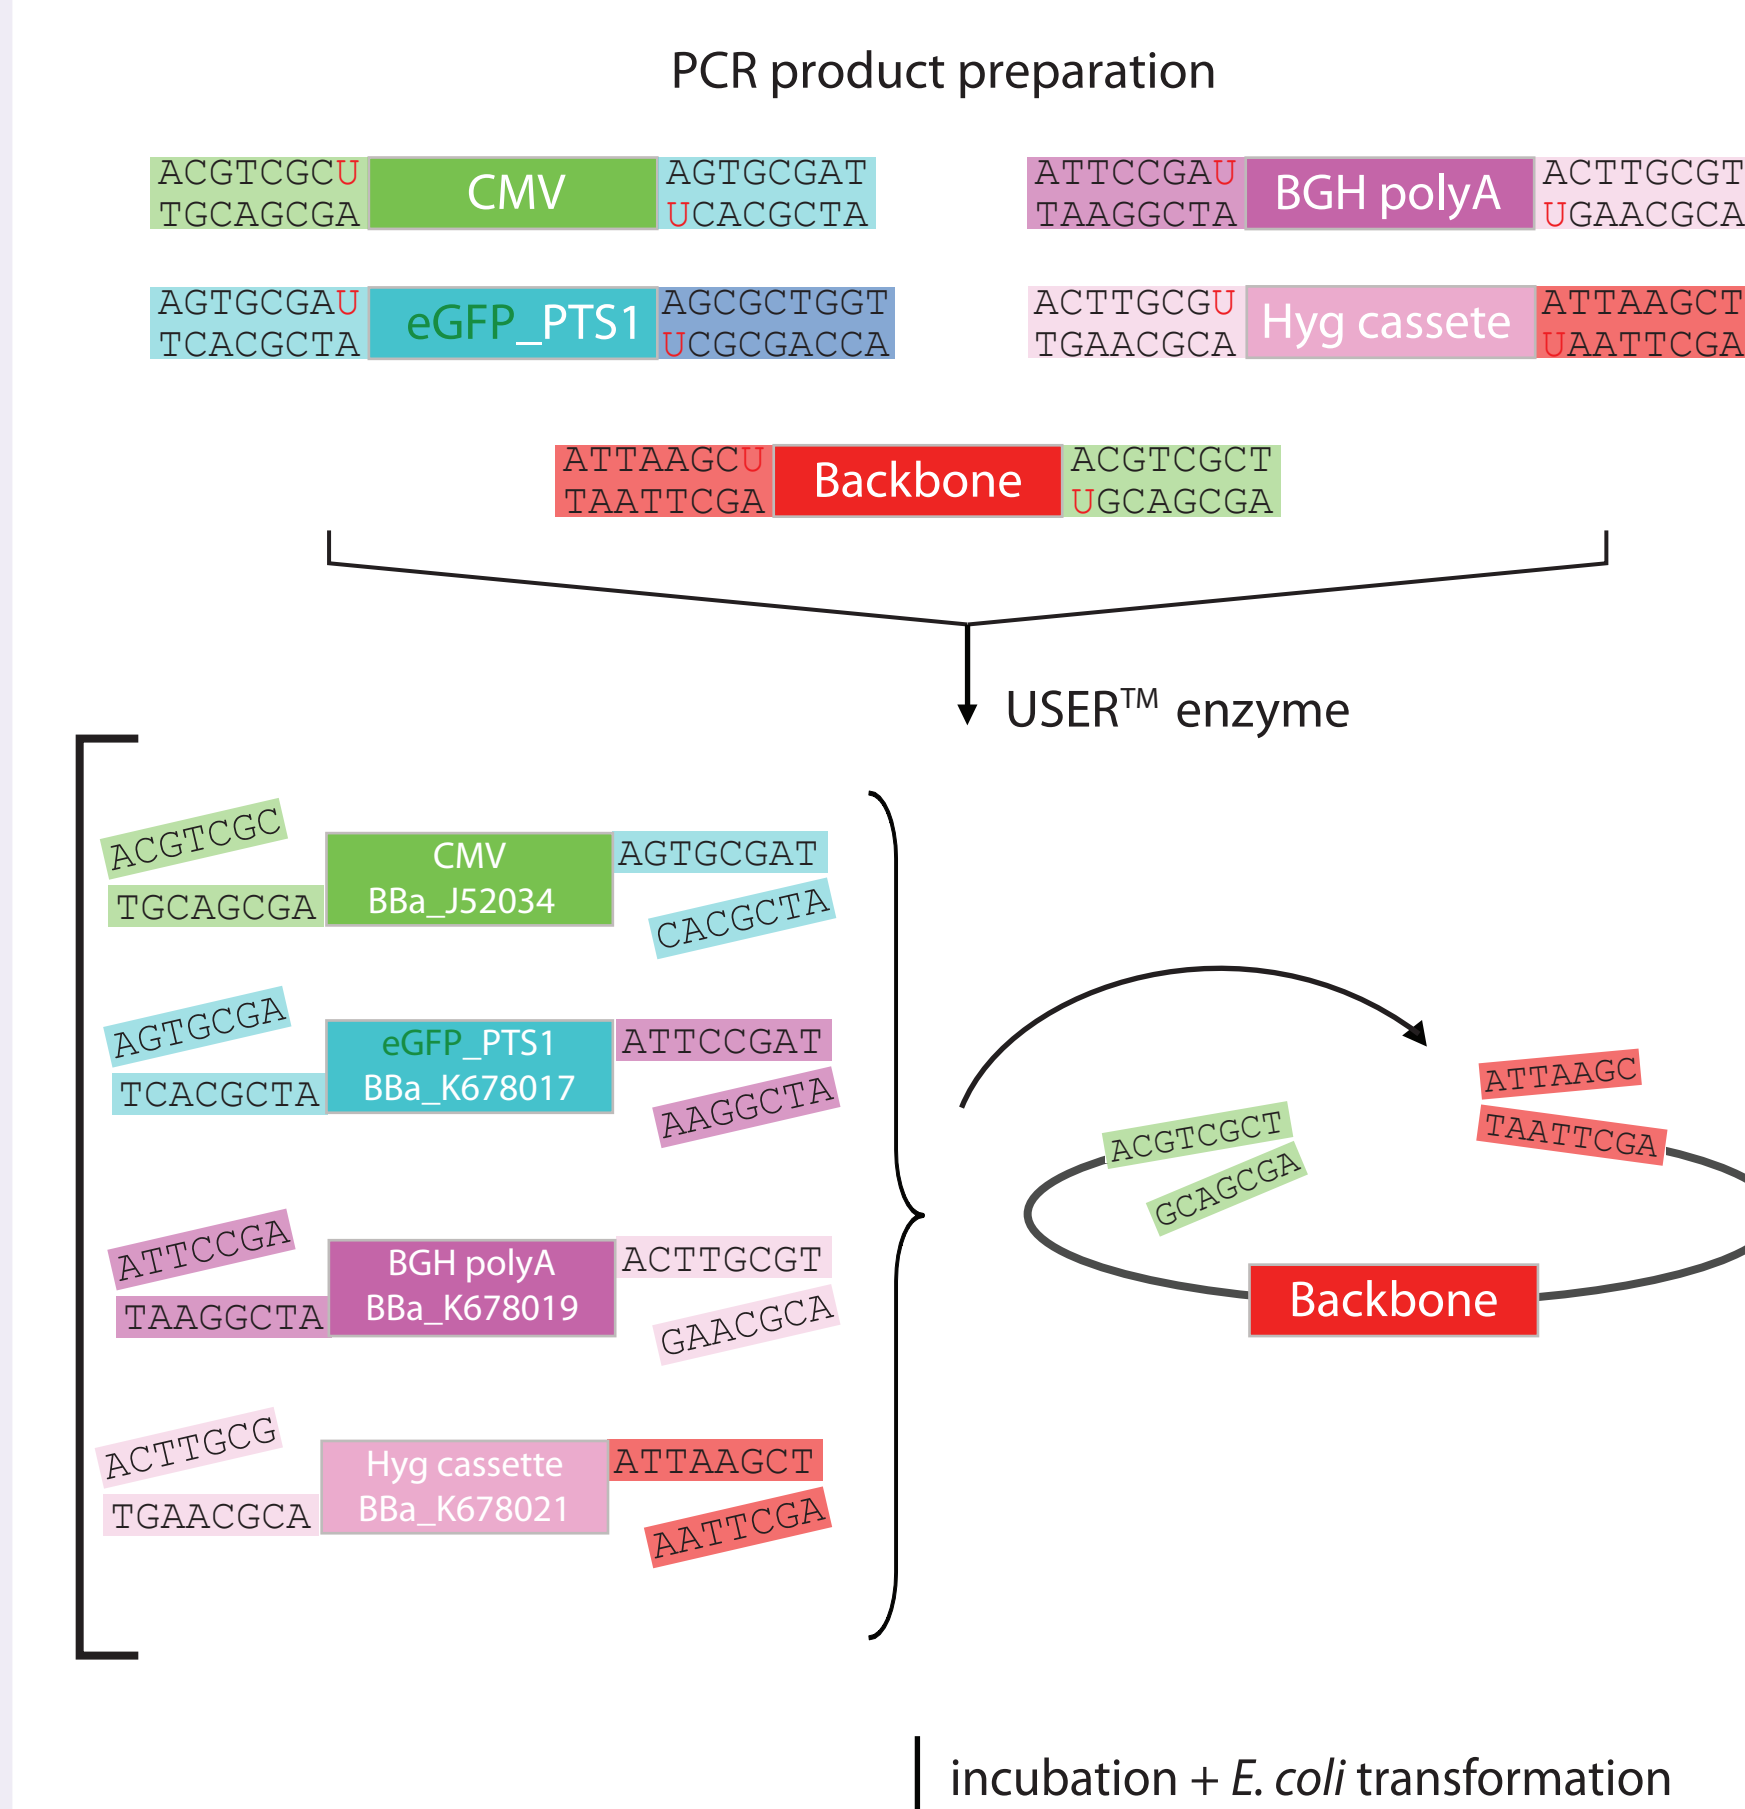 PCR product preparation
ACGTCGCU CMV AGTGCGAT
TGCAGCGA UCACGCTA
ATTCCGAU BGH polyA ACTTGCGT
TAAGGCTA UGAACGCA
AGTGCGAU eGFP_PTS1 AGCGCTGGT
TCACGCTA UCGCGACCA
ACTTGCGU Hyg cassete ATTAAGCT
TGAACGCA UAATTCGA
ATTAAGCU Backbone ACGTCGCT
TAATTCGA UGCAGCGA
USER™ enzyme
ACGTCGC
TGCAGCGA
CMV
BBa_J52034
AGTGCGAT
CACGCTA
AGTGCGA
TCACGCTA
eGFP_PTS1
BBa_K678017
ATTCCGAT
AAGGCTA
ATTCCGA
TAAGGCTA
BGH polyA
BBa_K678019
ACTTGCGT
GAACGCA
ACTTGCG
TGAACGCA
Hyg cassette
BBa_K678021
ATTAAGCT
AATTCGA
ACGTCGCT
GCAGCGA
ATTAAGC
TAATTCGA
Backbone
incubation + E. coli transformation